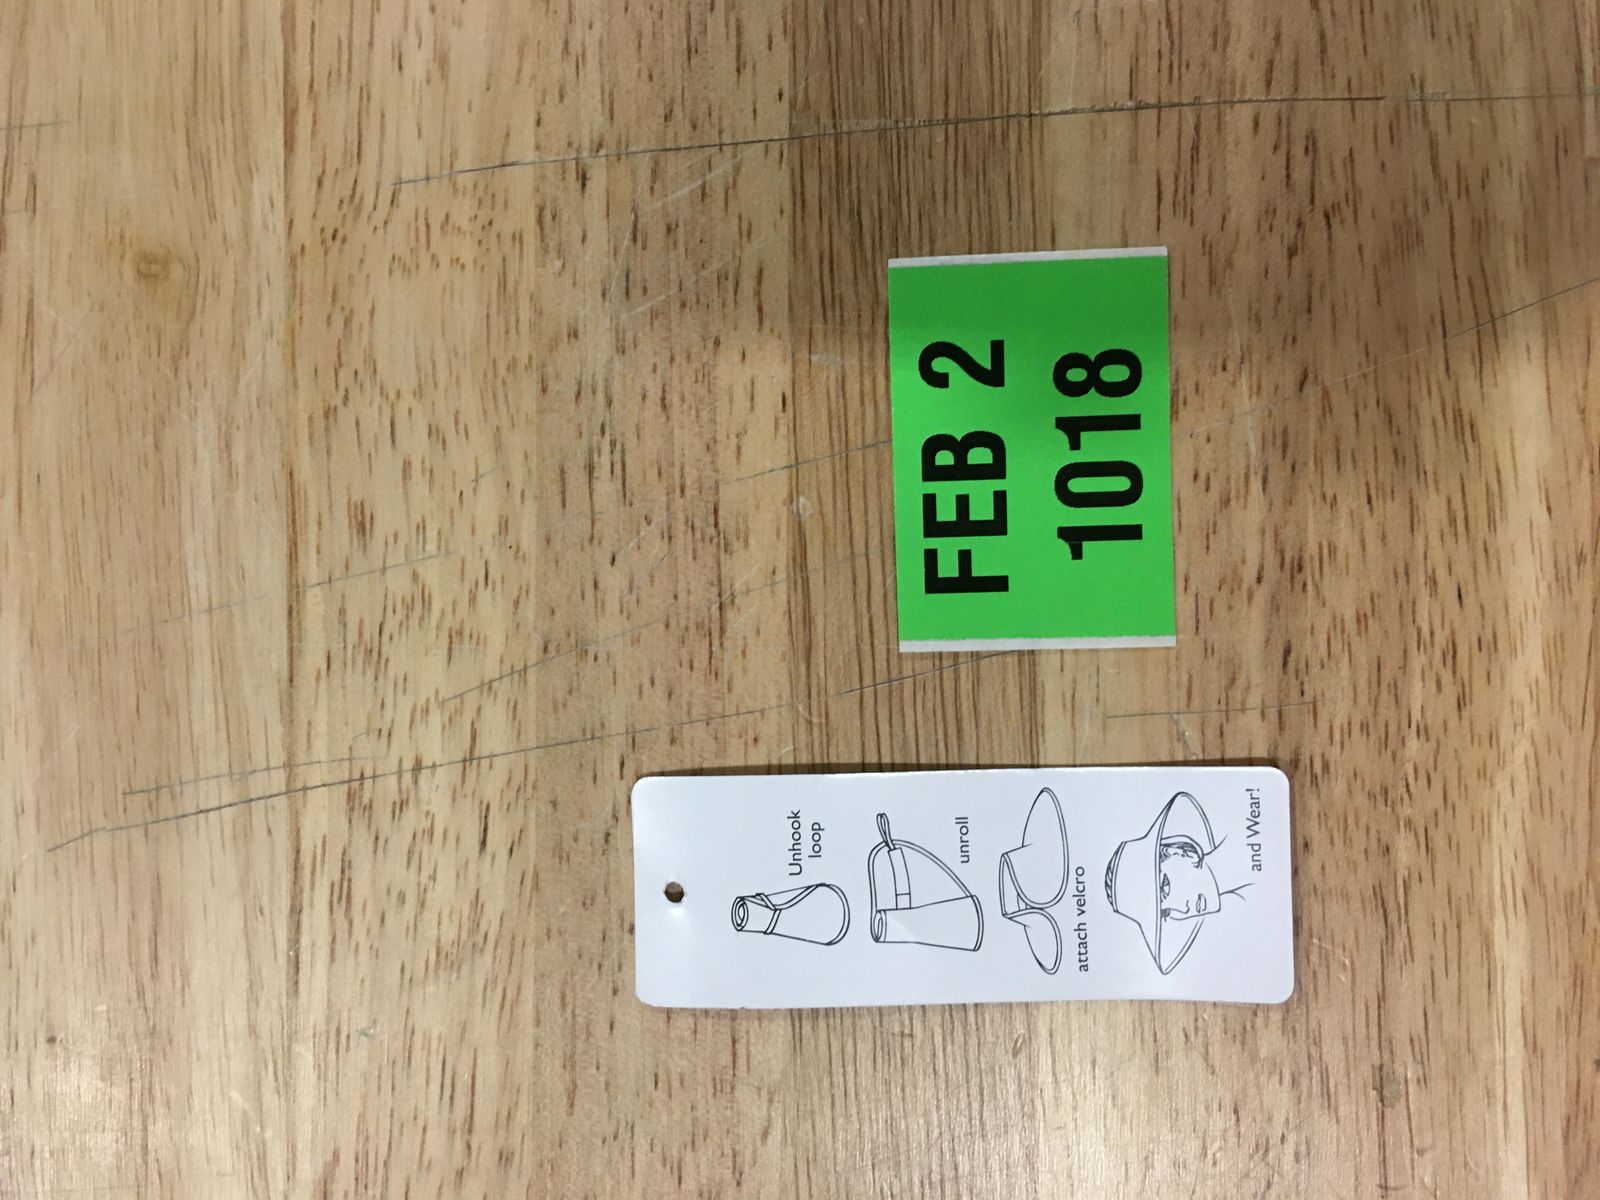 FEB 2
1018
Unhook
loop
unroll
attach velcro
and Wear!